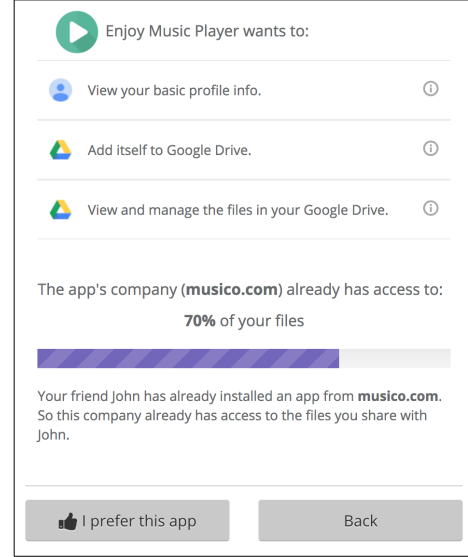 Enjoy Music Player wants to:
View your basic profile info.
Add itself to Google Drive.
View and manage the files in your Google Drive.
The app's company (musico.com) already has access to:
70% of your files
Your friend John has already installed an app from musico.com.
So this company already has access to the files you share with
John.
I prefer this app
Back